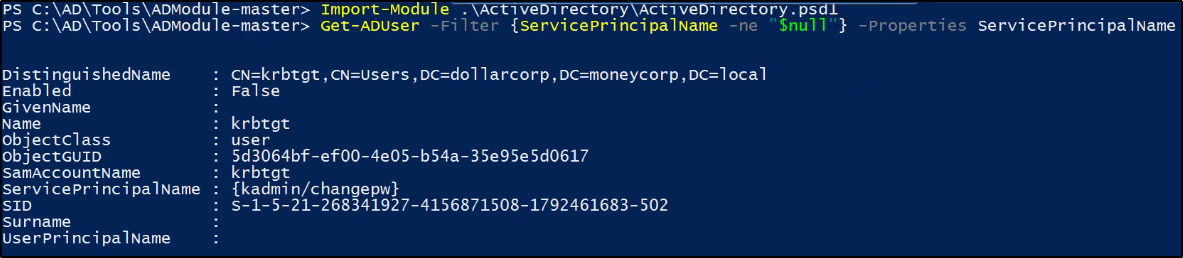 PS C:\AD\Tools\ADModule-master> Import-Module .\ActiveDirectory\ActiveDirectory.psd1
PS C:\AD\Tools\ADModule-master> Get-ADUser -Filter {ServicePrincipalName -ne "$null"} -Properties ServicePrincipalName
DistinguishedName : CN=krbtgt,CN=Users,DC=dollarcorp,DC=moneycorp,DC=local
Enabled : False
GivenName :
Name : krbtgt
ObjectClass : user
ObjectGUID : 5d3064bf-ef00-4e05-b54a-35e95e5d0617
SamAccountName : krbtgt
ServicePrincipalName : {kadmin/changepw}
SID : S-1-5-21-268341927-4156871508-1792461683-502
Surname :
UserPrincipalName :